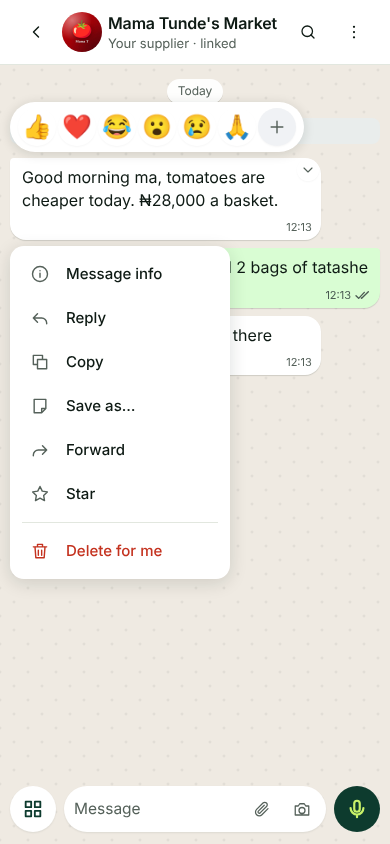 Mama Tunde's Market
Your supplier · linked
Today
Good morning ma, tomatoes are
cheaper today. ₦28,000 a basket.
12:13
2 bags of tatashe
12:13
there
12:13
Message info
Reply
Copy
Save as...
Forward
Star
Delete for me
Message